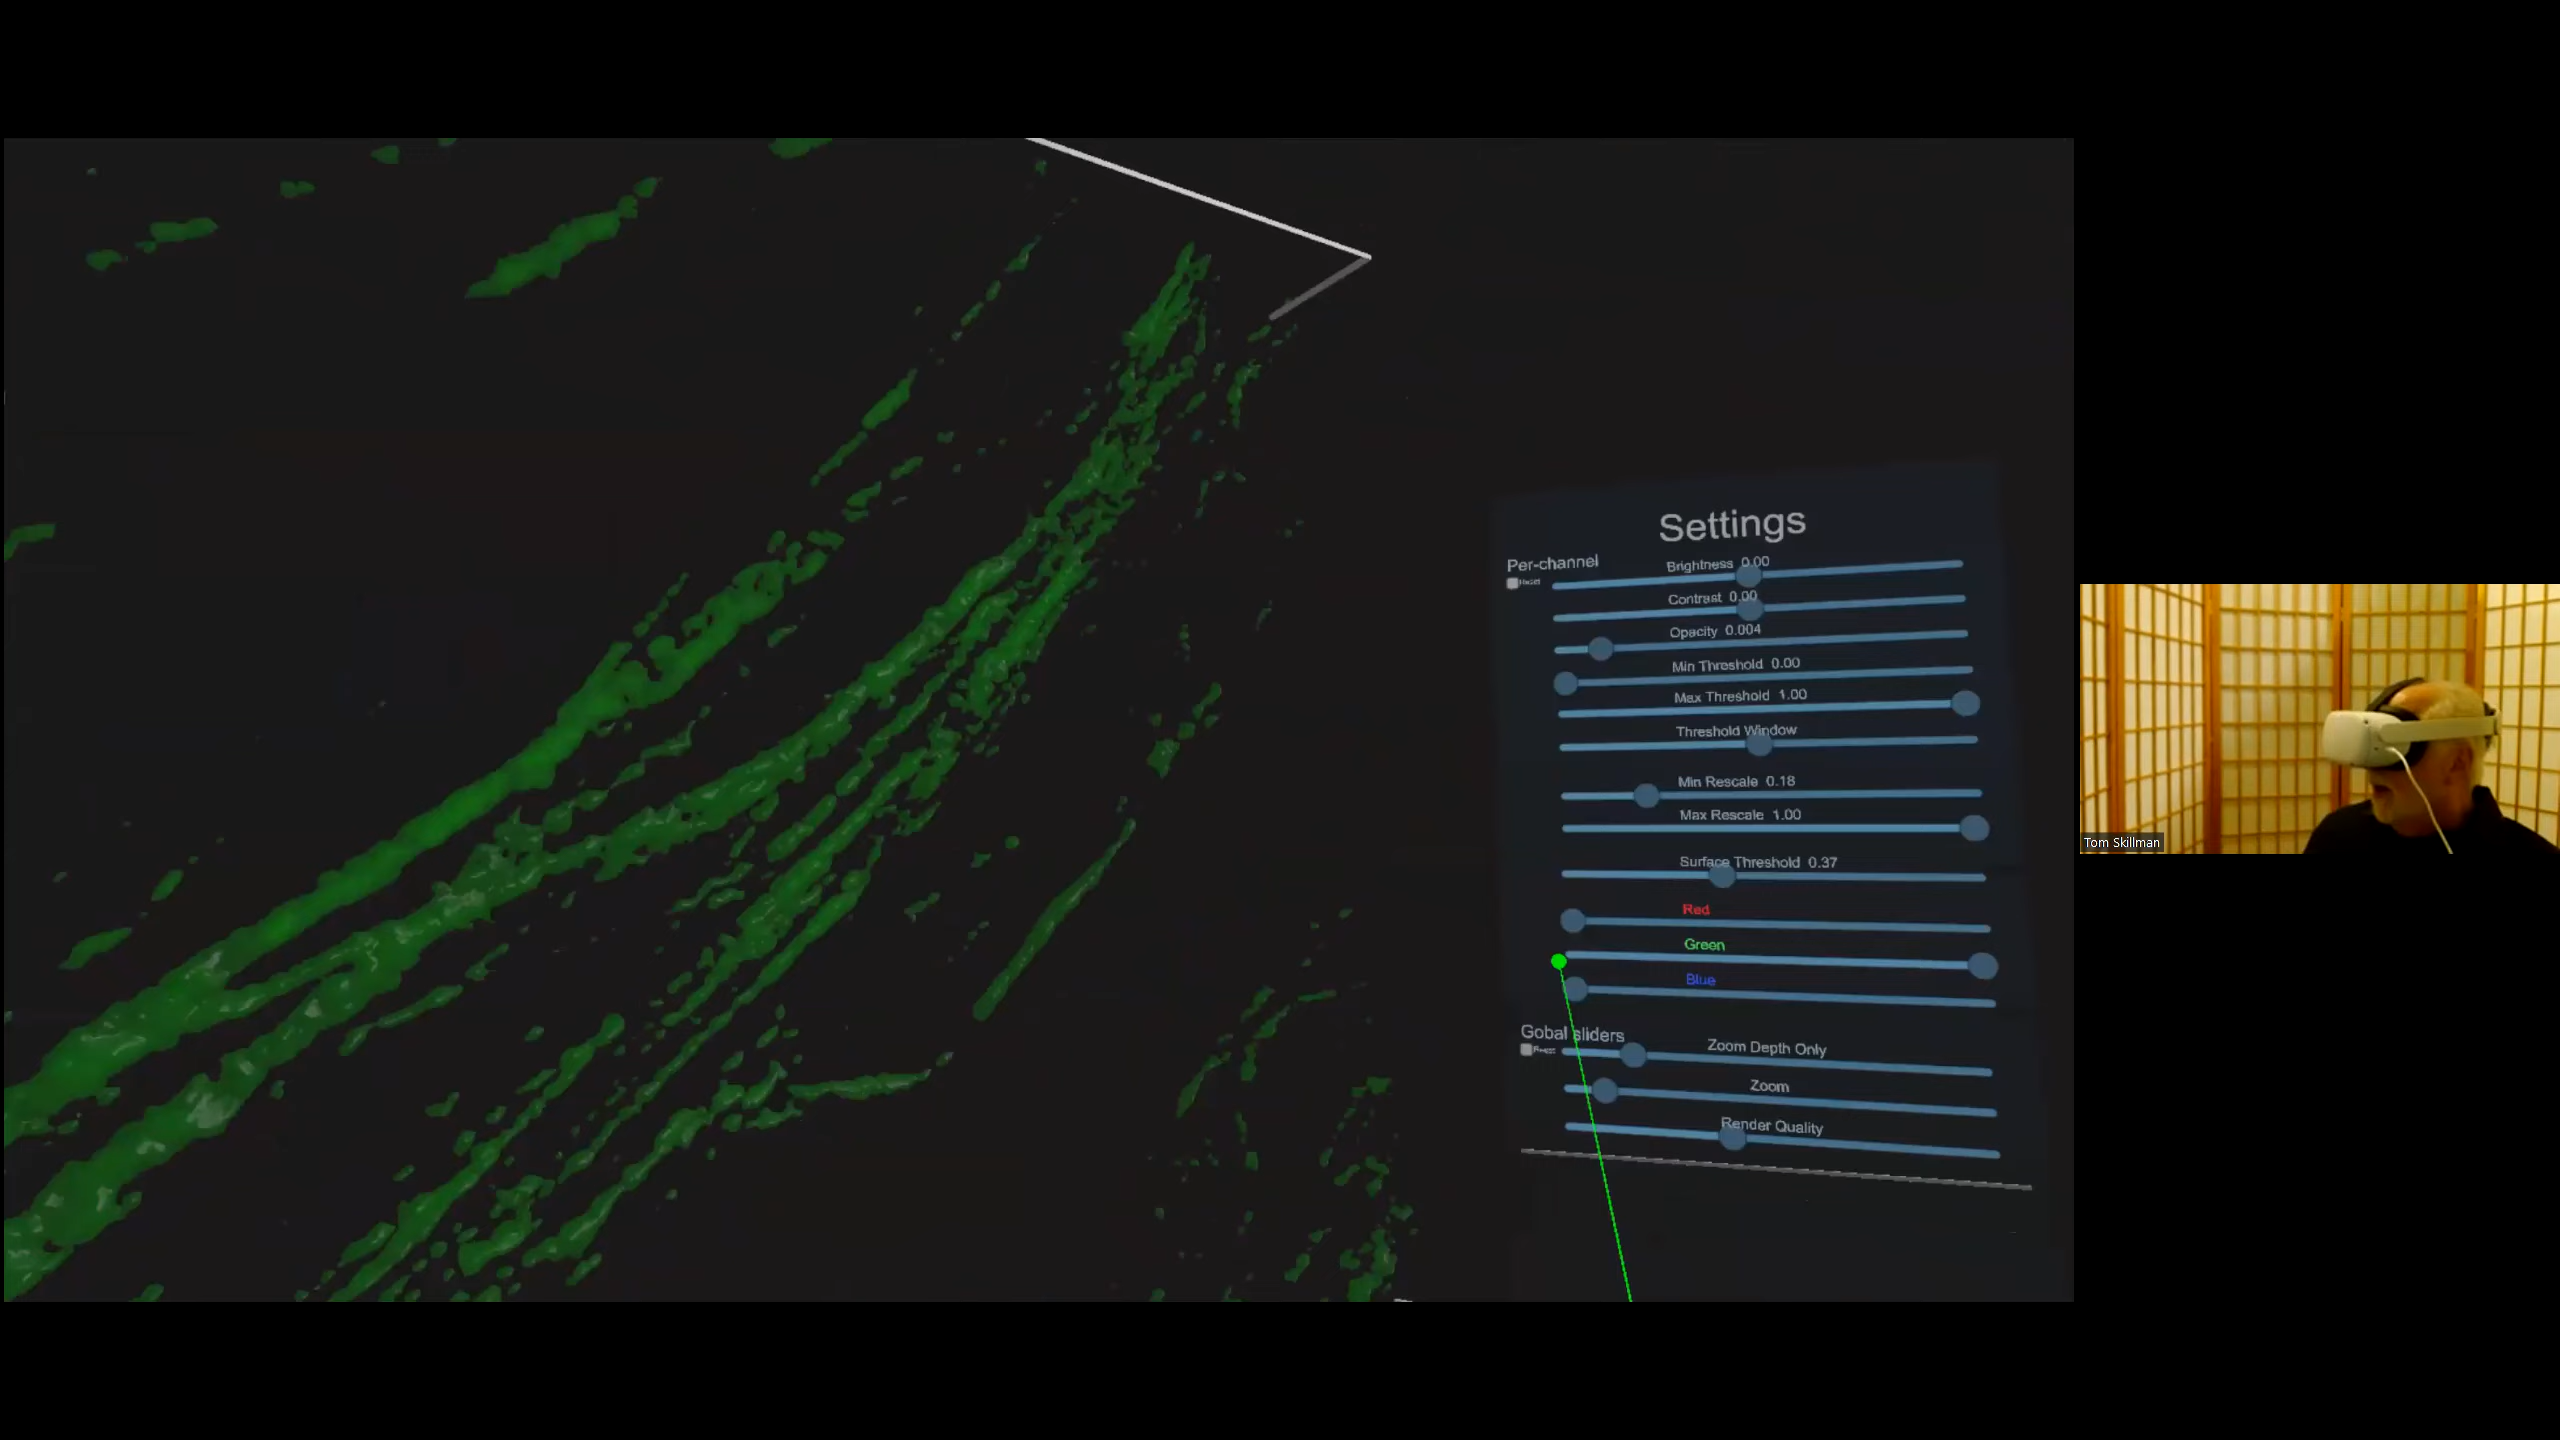 Settings
Per-channel
Reset
Brightness 0.00
Contrast 0.00
Opacity 0.004
Min Threshold 0.00
Max Threshold 1.00
Threshold Window
Min Rescale 0.18
Max Rescale 1.00
Surface Threshold 0.37
Red
Green
Blue
Gobal sliders
Reset
Zoom Depth Only
Zoom
Render Quality
Tom Skillman